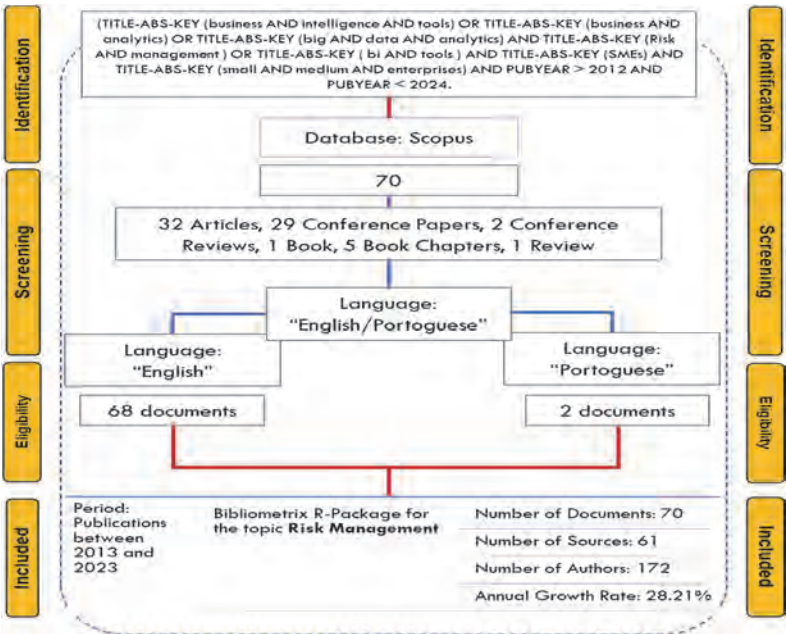 (TITLE-ABS-KEY (business AND intelligence AND tools) OR TITLE-ABS-KEY (business
AND analytics) OR TITLE-ABS-KEY (big AND data AND analytics) AND TITLE-ABS-KEY (Risk
AND management ) OR TITLE-ABS-KEY ( bi AND tools ) AND TITLE-ABS-KEY (SMEs) AND
TITLE-ABS-KEY (small AND medium AND enterprises) AND PUBYEAR > 2012 AND
PUBYEAR < 2024.
Identification
Identification
Database: Scopus
70
Screening
Screening
32 Articles, 29 Conference Papers, 2 Conference
Reviews, 1 Book, 5 Book Chapters, 1 Review
Language:
"English/Portoguese"
Language:
"English"
Language:
"Portoguese"
Eligibility
Eligibility
68 documents
2 documents
Included
Included
Period:
Publications
between
2013 and
2023
Bibliometrix R-Package for
the topic Risk Management
Number of Documents: 70
Number of Sources: 61
Number of Authors: 172
Annual Growth Rate: 28.21%